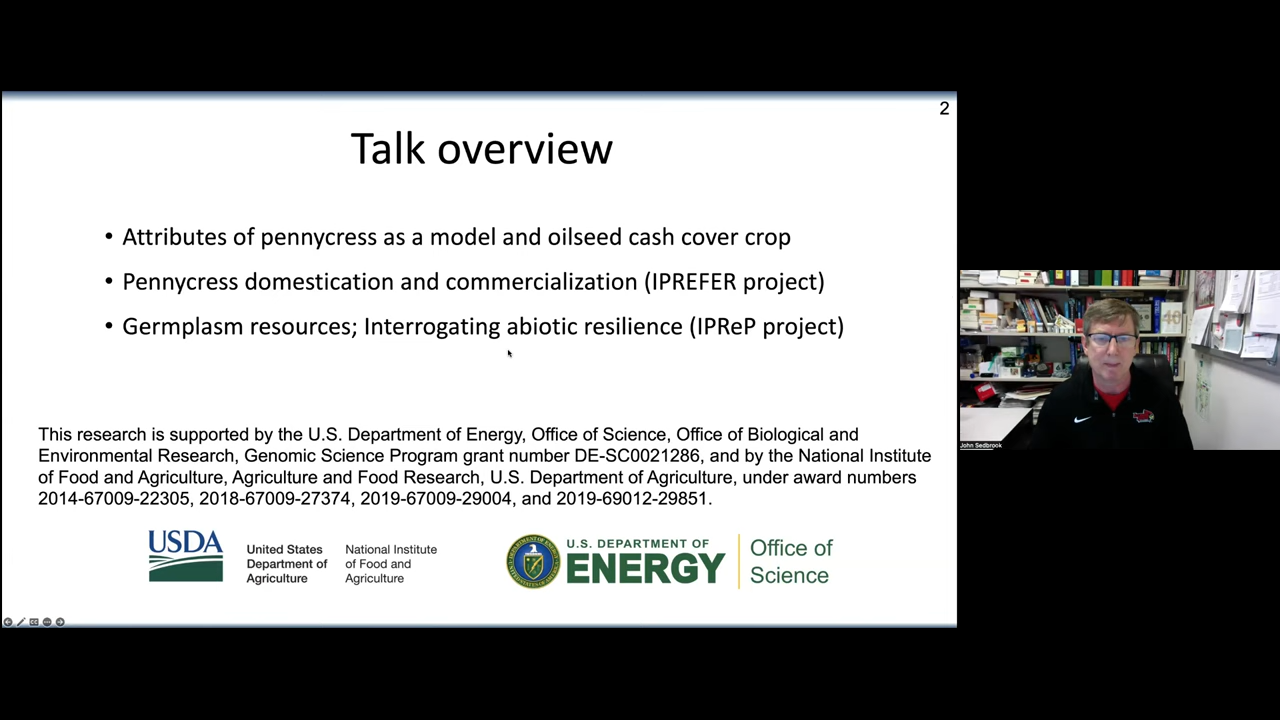 2
Talk overview
• Attributes of pennycress as a model and oilseed cash cover crop
• Pennycress domestication and commercialization (IPREFER project)
• Germplasm resources; Interrogating abiotic resilience (IPReP project)
This research is supported by the U.S. Department of Energy, Office of Science, Office of Biological and
Environmental Research, Genomic Science Program grant number DE-SC0021286, and by the National Institute
of Food and Agriculture, Agriculture and Food Research, U.S. Department of Agriculture, under award numbers
2014-67009-22305, 2018-67009-27374, 2019-67009-29004, and 2019-69012-29851.
USDA
United States
Department of
Agriculture
National Institute
of Food and
Agriculture
U.S. DEPARTMENT OF
ENERGY
Office of
Science
John Sedbrook